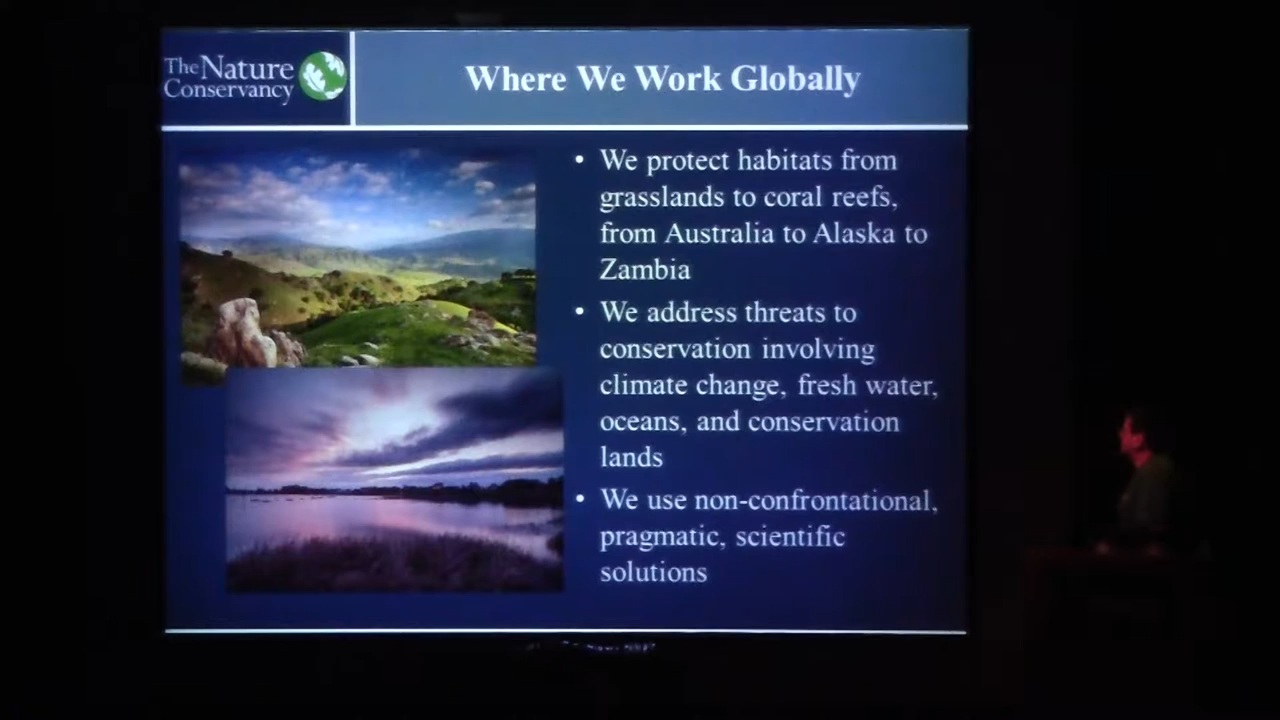 The Nature
Conservancy
Where We Work Globally
• We protect habitats from
grasslands to coral reefs,
from Australia to Alaska to
Zambia
• We address threats to
conservation involving
climate change, fresh water,
oceans, and conservation
lands
• We use non-confrontational,
pragmatic, scientific
solutions